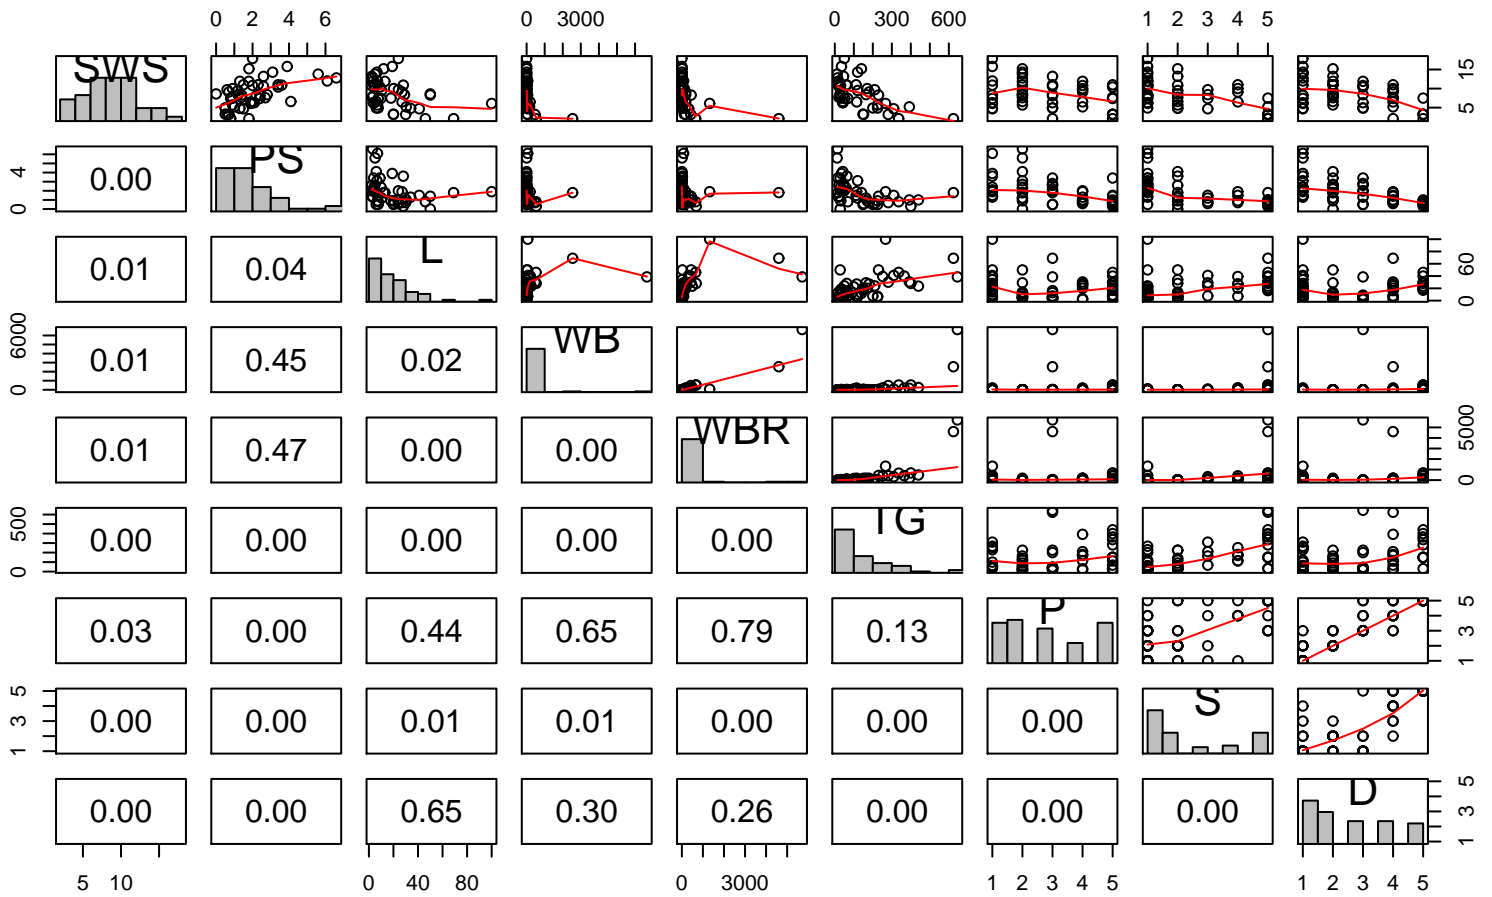 0 2 4 6 0 3000 0 300 600 1 2 3 4 5
SWS 5 15
0 4 0.00 PS
0.01 0.04 L 0 60
0 6000 0.01 0.45 0.02 WB
0.01 0.47 0.00 0.00 WBR 0 5000
0 500 0.00 0.00 0.00 0.00 0.00 TG
0.03 0.00 0.44 0.65 0.79 0.13 P 1 3 5
1 3 5 0.00 0.00 0.01 0.01 0.00 0.00 0.00 S
0.00 0.00 0.65 0.30 0.26 0.00 0.00 0.00 D 1 3 5
5 10 0 40 80 0 3000 1 2 3 4 5 1 2 3 4 5